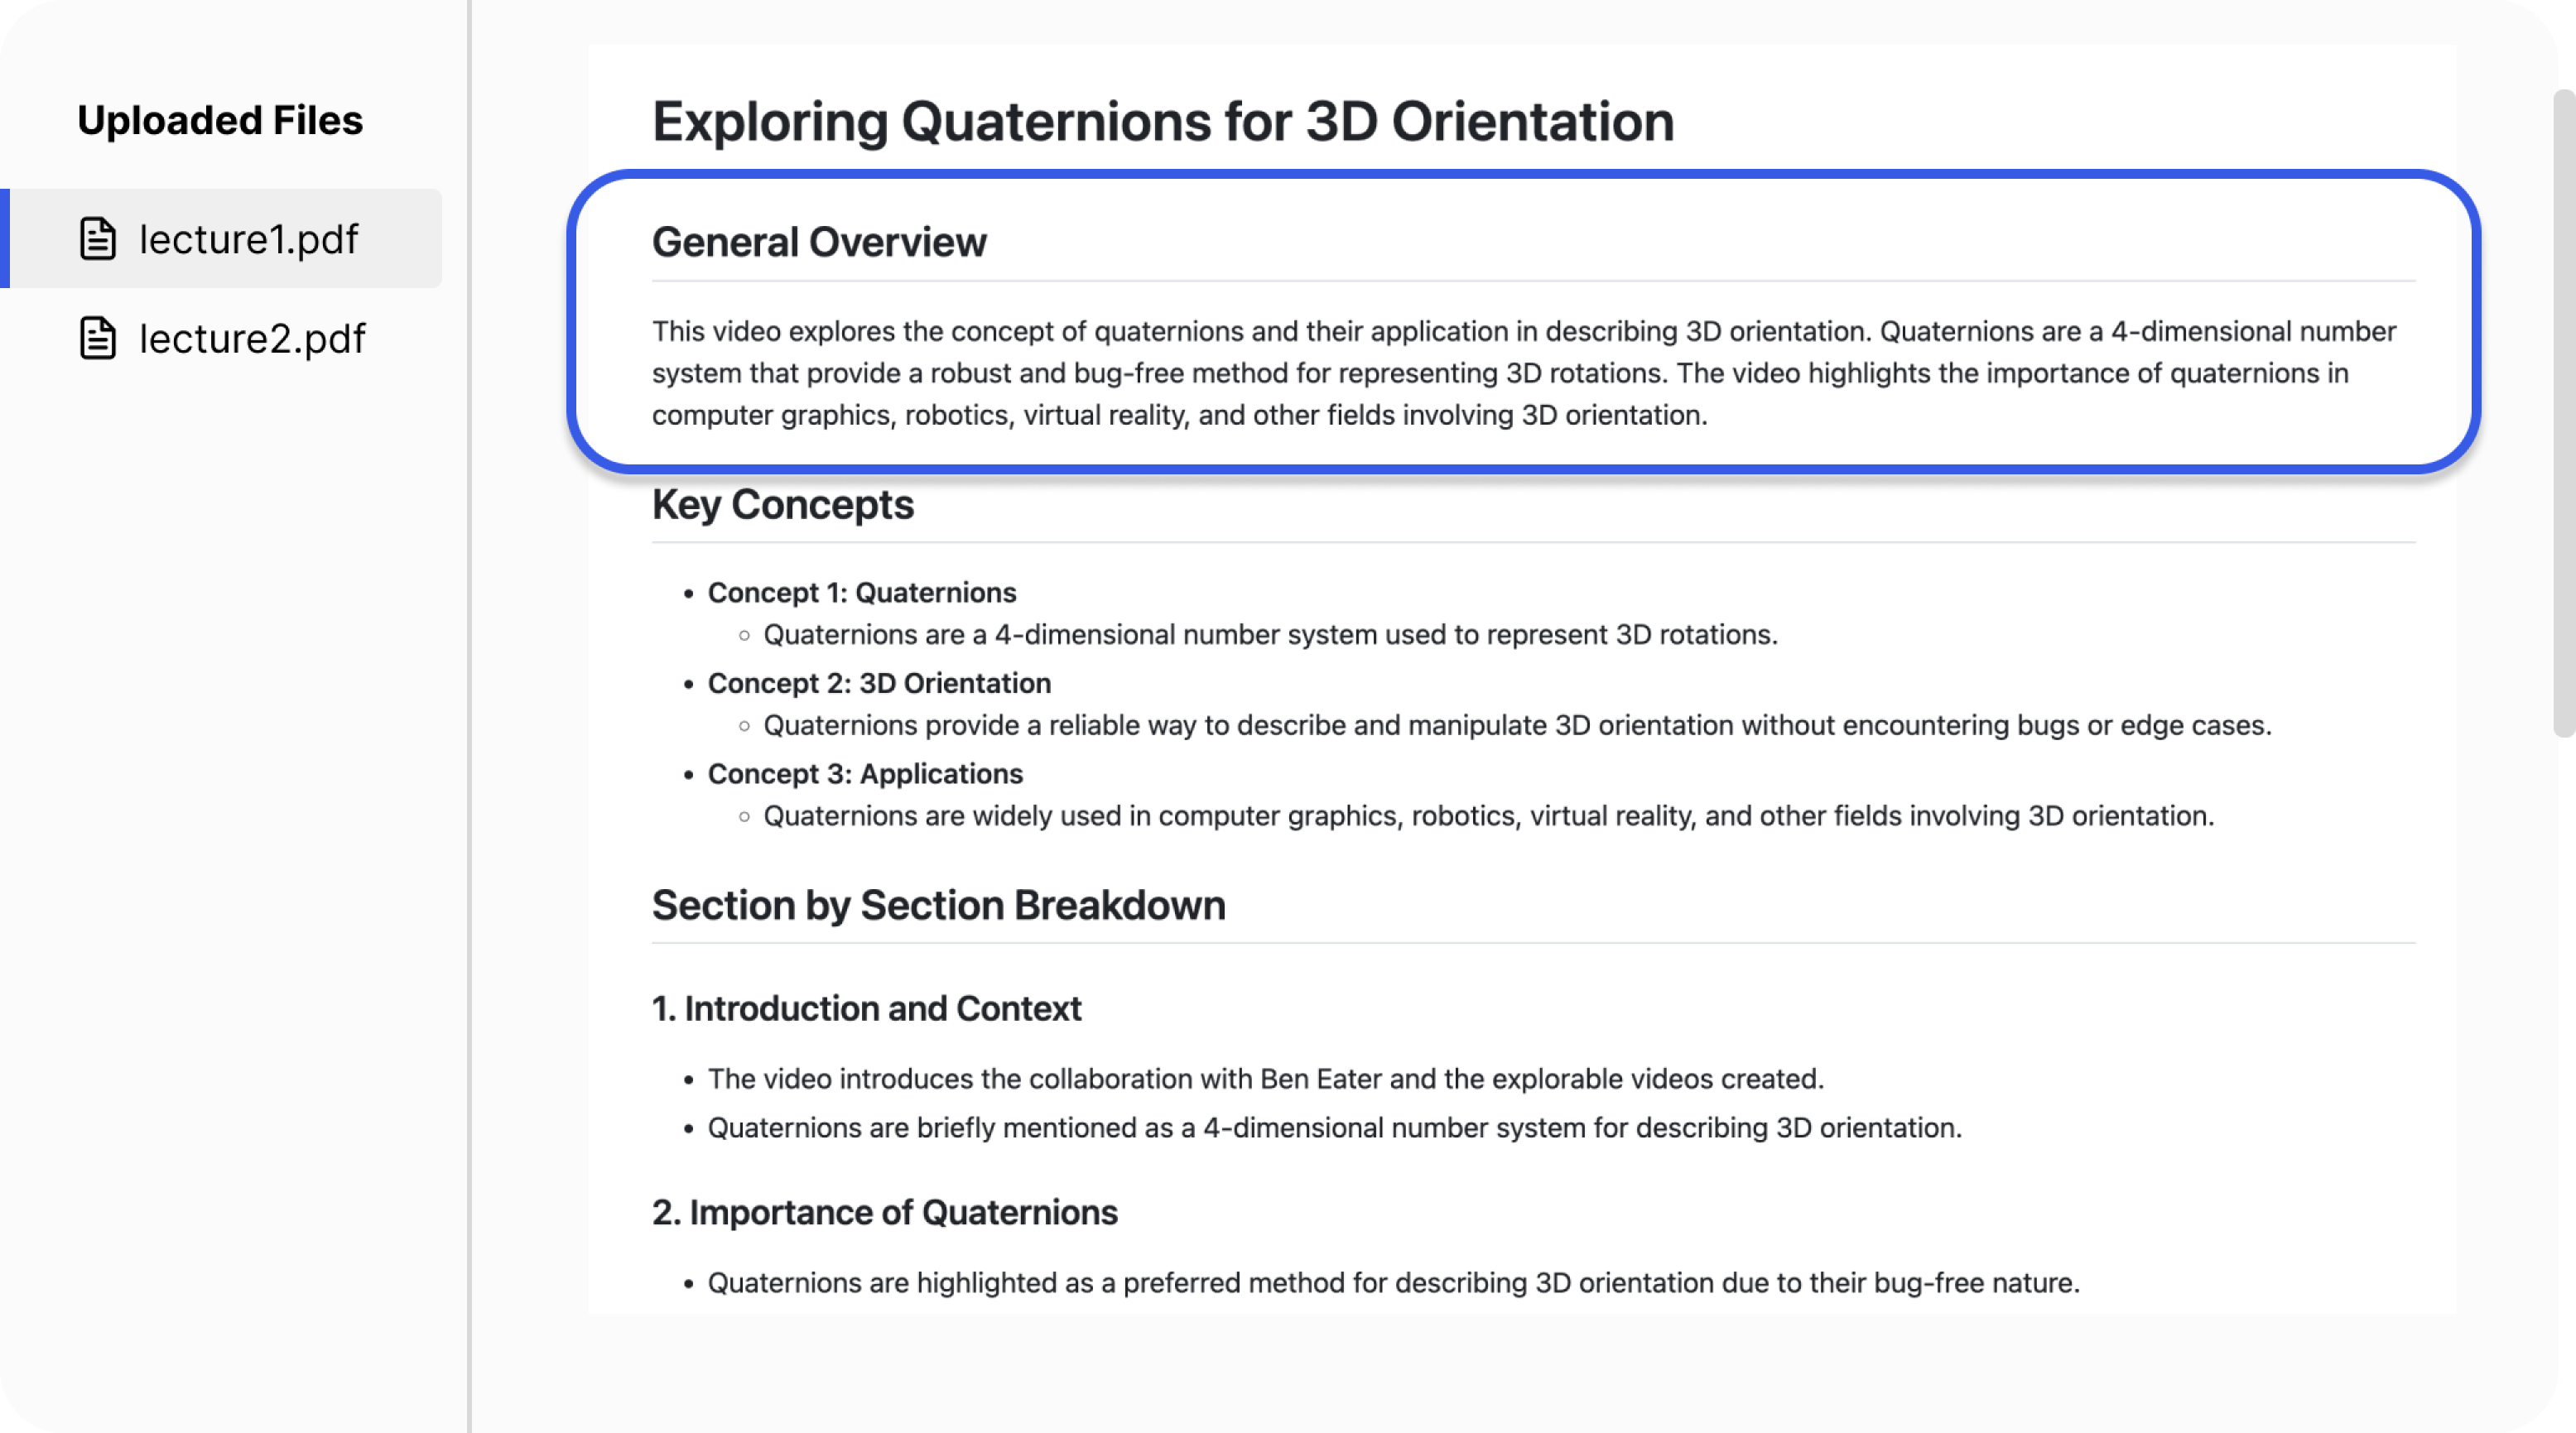 Uploaded Files
lecture1.pdf
lecture2.pdf
Exploring Quaternions for 3D Orientation
General Overview
This video explores the concept of quaternions and their application in describing 3D orientation. Quaternions are a 4-dimensional number
system that provide a robust and bug-free method for representing 3D rotations. The video highlights the importance of quaternions in
computer graphics, robotics, virtual reality, and other fields involving 3D orientation.
Key Concepts
• Concept 1: Quaternions
◦ Quaternions are a 4-dimensional number system used to represent 3D rotations.
• Concept 2: 3D Orientation
◦ Quaternions provide a reliable way to describe and manipulate 3D orientation without encountering bugs or edge cases.
• Concept 3: Applications
◦ Quaternions are widely used in computer graphics, robotics, virtual reality, and other fields involving 3D orientation.
Section by Section Breakdown
1. Introduction and Context
• The video introduces the collaboration with Ben Eater and the explorable videos created.
• Quaternions are briefly mentioned as a 4-dimensional number system for describing 3D orientation.
2. Importance of Quaternions
• Quaternions are highlighted as a preferred method for describing 3D orientation due to their bug-free nature.